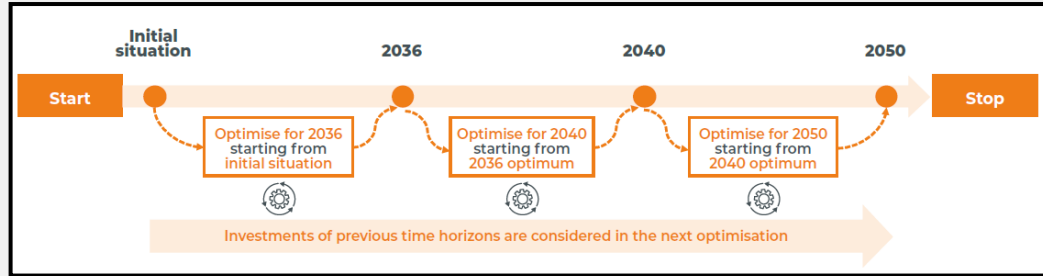 Initial
situation
2036
2040
2050
Start
Stop
Optimise for 2036
starting from
initial situation
Optimise for 2040
starting from
2036 optimum
Optimise for 2050
starting from
2040 optimum
Investments of previous time horizons are considered in the next optimisation